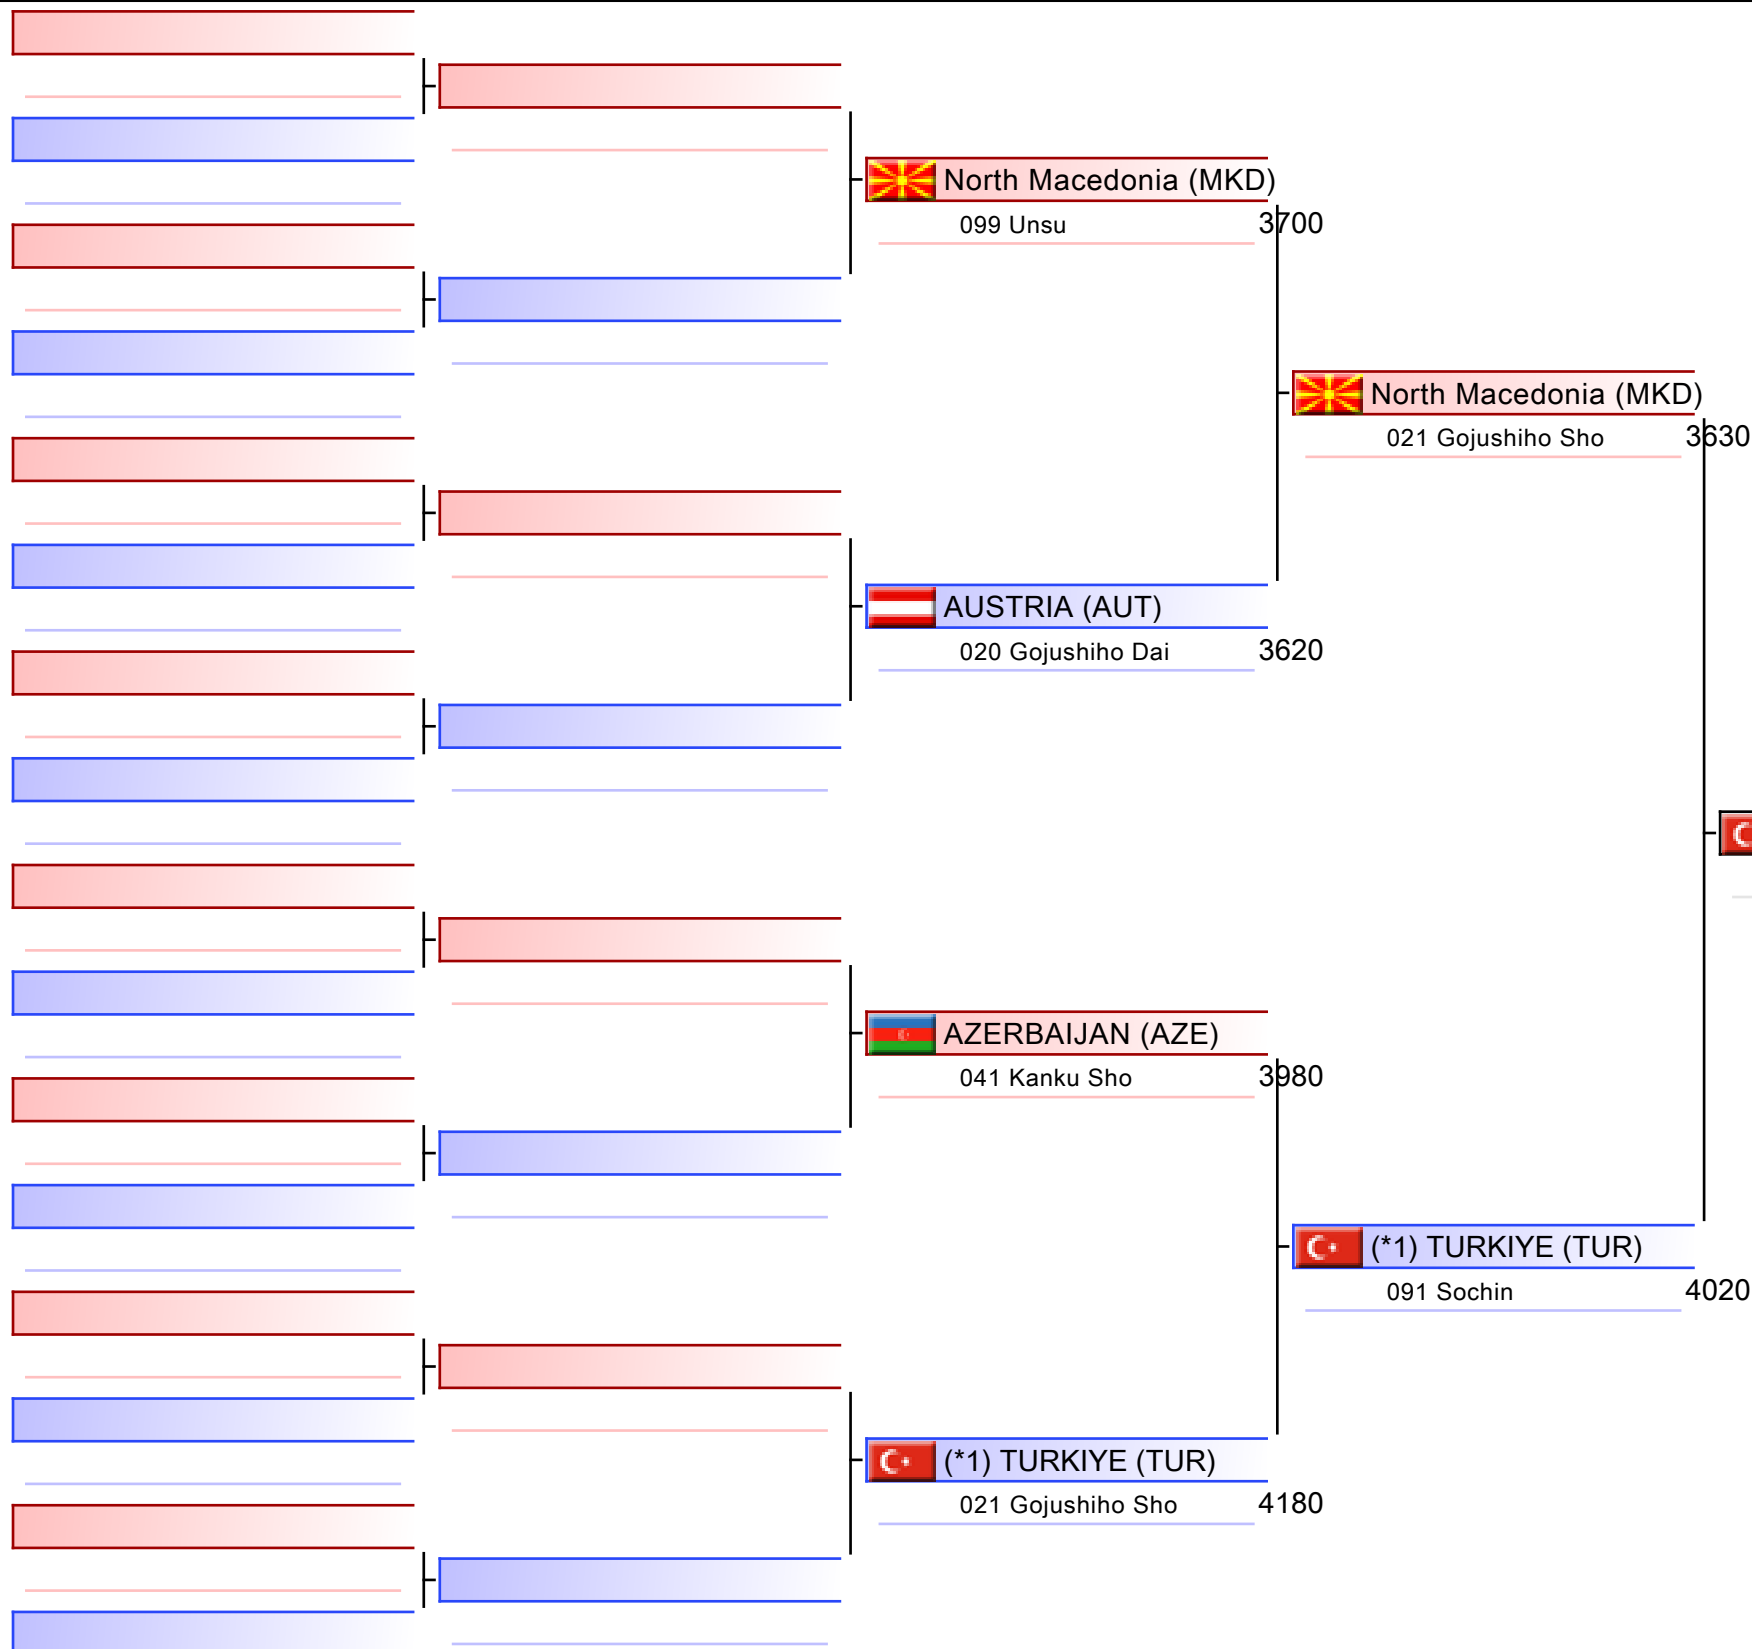 North Macedonia (MKD)
099 Unsu 3700
North Macedonia (MKD)
021 Gojushiho Sho 3630
AUSTRIA (AUT)
020 Gojushiho Dai 3620
AZERBAIJAN (AZE)
041 Kanku Sho 3980
(*1) TURKIYE (TUR)
091 Sochin 4020
(*1) TURKIYE (TUR)
021 Gojushiho Sho 4180